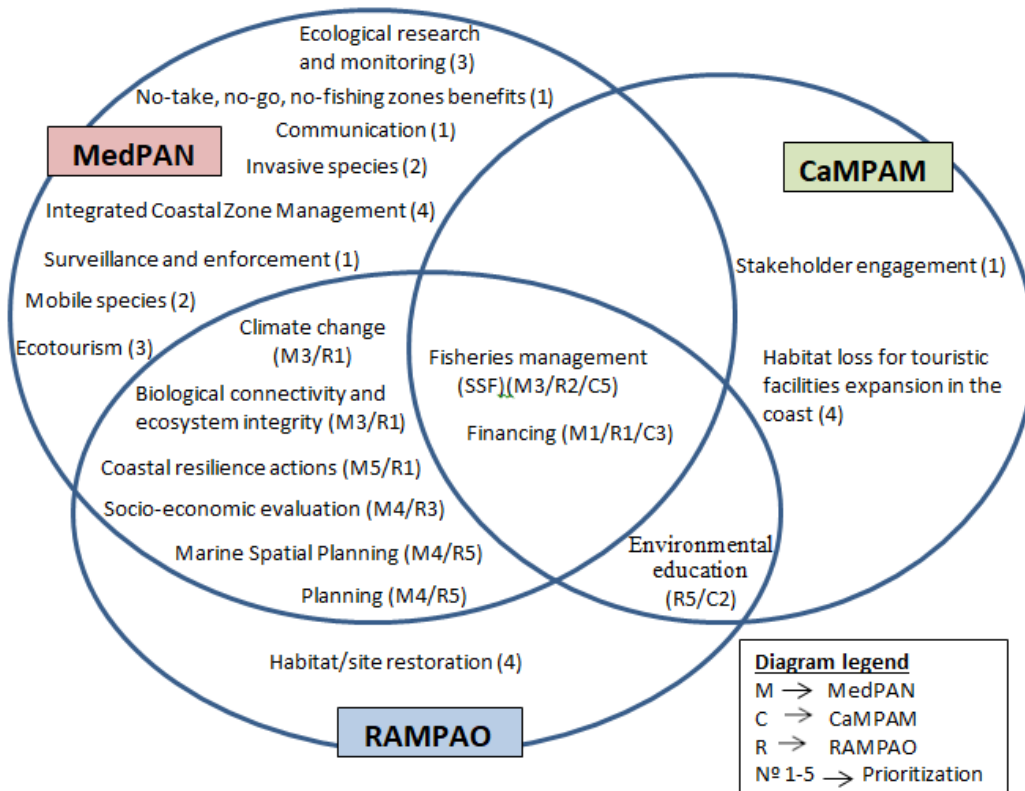 Ecological research
and monitoring (3)
No-take, no-go, no-fishing zones benefits (1)
Communication (1)
MedPAN
Invasive species (2)
CaMPAM
Integrated Coastal Zone Management (4)
Surveillance and enforcement (1)
Stakeholder engagement (1)
Mobile species (2)
Ecotourism (3)
Climate change
(M3/R1)
Fisheries management
(SSF)(M3/R2/C5)
Habitat loss for touristic
facilities expansion in the
coast (4)
Biological connectivity and
ecosystem integrity (M3/R1)
Financing (M1/R1/C3)
Coastal resilience actions (M5/R1)
Socio-economic evaluation (M4/R3)
Marine Spatial Planning (M4/R5)
Environmental
education
(R5/C2)
Planning (M4/R5)
Habitat/site restoration (4)
RAMPAO
Diagram legend
M → MedPAN
C → CaMPAM
R → RAMPAO
Nº 1-5 → Prioritization